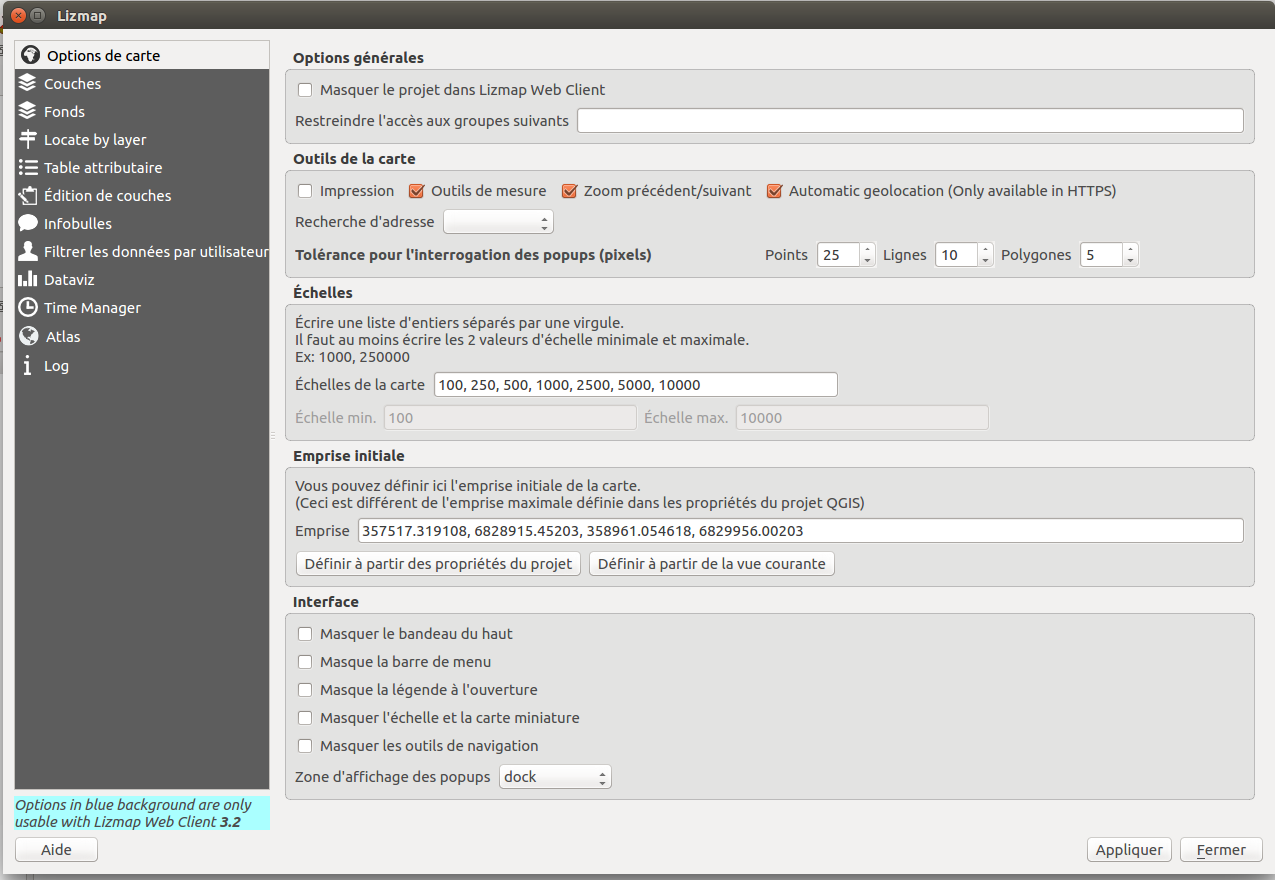 Lizmap
Options de carte
Couches
Fonds
Locate by layer
Table attributaire
Édition de couches
Infobulles
Filtrer les données par utilisateur
Dataviz
Time Manager
Atlas
Log
Options in blue background are only
usable with Lizmap Web Client 3.2
Aide
Options générales
Masquer le projet dans Lizmap Web Client
Restreindre l'accès aux groupes suivants
Outils de la carte
Impression Outils de mesure Zoom précédent/suivant Automatic geolocation (Only available in HTTPS)
Recherche d'adresse
Tolérance pour l'interrogation des popups (pixels) Points 25 Lignes 10 Polygones 5
Échelles
Écrire une liste d'entiers séparés par une virgule.
Il faut au moins écrire les 2 valeurs d'échelle minimale et maximale.
Ex: 1000, 250000
Échelles de la carte 100, 250, 500, 1000, 2500, 5000, 10000
Échelle min. 100 Échelle max. 10000
Emprise initiale
Vous pouvez définir ici l'emprise initiale de la carte.
(Ceci est différent de l'emprise maximale définie dans les propriétés du projet QGIS)
Emprise 357517.319108, 6828915.45203, 358961.054618, 6829956.00203
Définir à partir des propriétés du projet Définir à partir de la vue courante
Interface
Masquer le bandeau du haut
Masque la barre de menu
Masque la légende à l'ouverture
Masquer l'échelle et la carte miniature
Masquer les outils de navigation
Zone d'affichage des popups dock
Appliquer Fermer